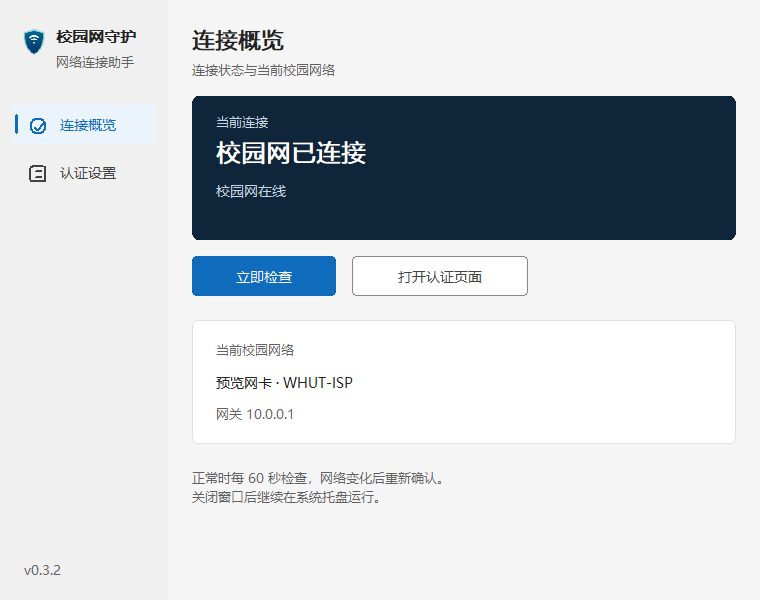 校园网守护
网络连接助手
连接概览
认证设置
连接概览
连接状态与当前校园网络
当前连接
校园网已连接
校园网在线
立即检查
打开认证页面
当前校园网络
预览网卡 · WHUT-ISP
网关 10.0.0.1
正常时每 60 秒检查，网络变化后重新确认。
关闭窗口后继续在系统托盘运行。
v0.3.2